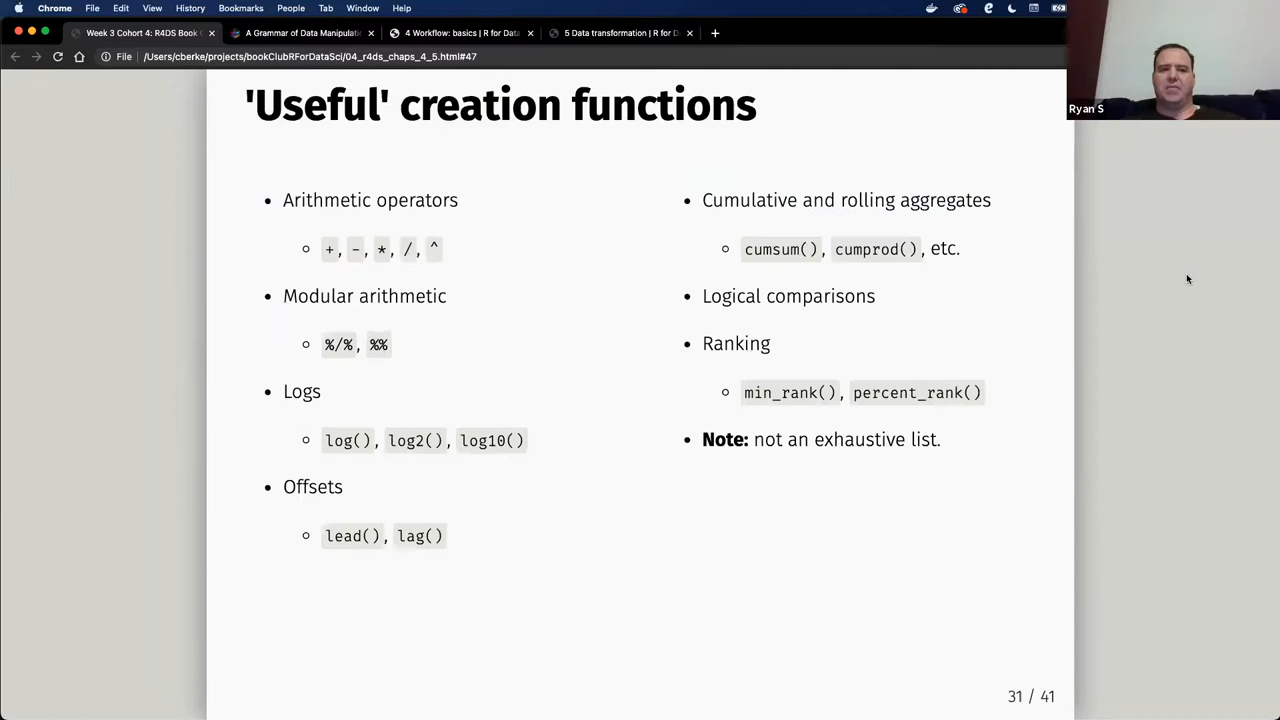 Chrome File Edit View History Bookmarks People Tab Window Help
Week 3 Cohort 4: R4DS Book
A Grammar of Data Manipulati
4 Workflow: basics | R for Data
5 Data transformation | R for D
File /Users/cberke/projects/bookClubRForDataSci/04_r4ds_chaps_4_5.html#47
Ryan S
'Useful' creation functions
• Arithmetic operators
+, -, *, /, ^
• Modular arithmetic
%/%, %%
• Logs
log(), log2(), log10()
• Offsets
lead(), lag()
• Cumulative and rolling aggregates
cumsum(), cumprod(), etc.
• Logical comparisons
• Ranking
min_rank(), percent_rank()
• Note: not an exhaustive list.
31 / 41